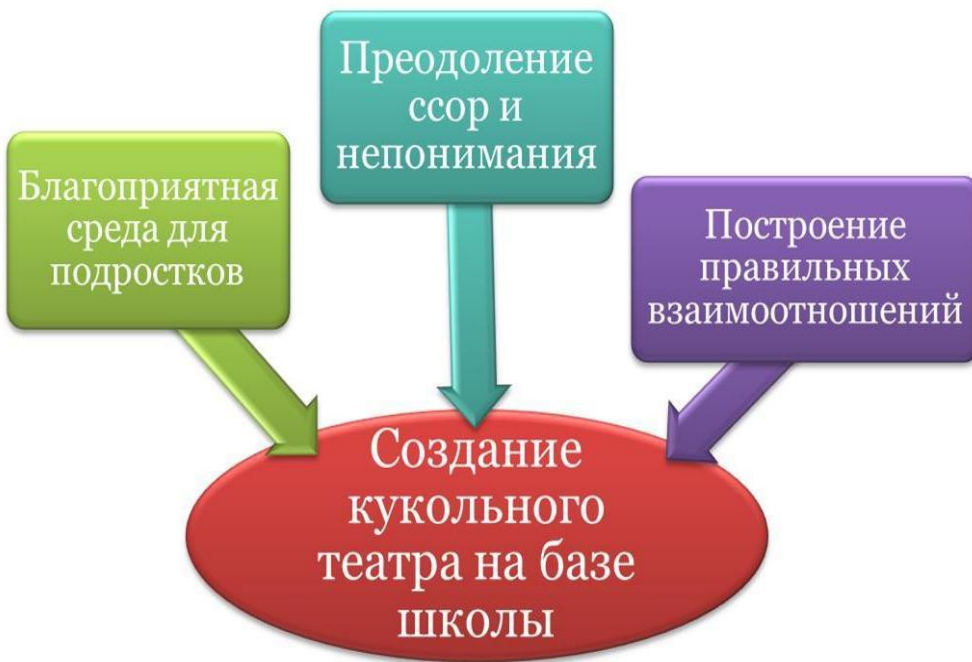 Преодоление
ссор и
непонимания
Благоприятная
среда для
подростков
Построение
правильных
взаимоотношений
Создание
кукольного
театра на базе
школы